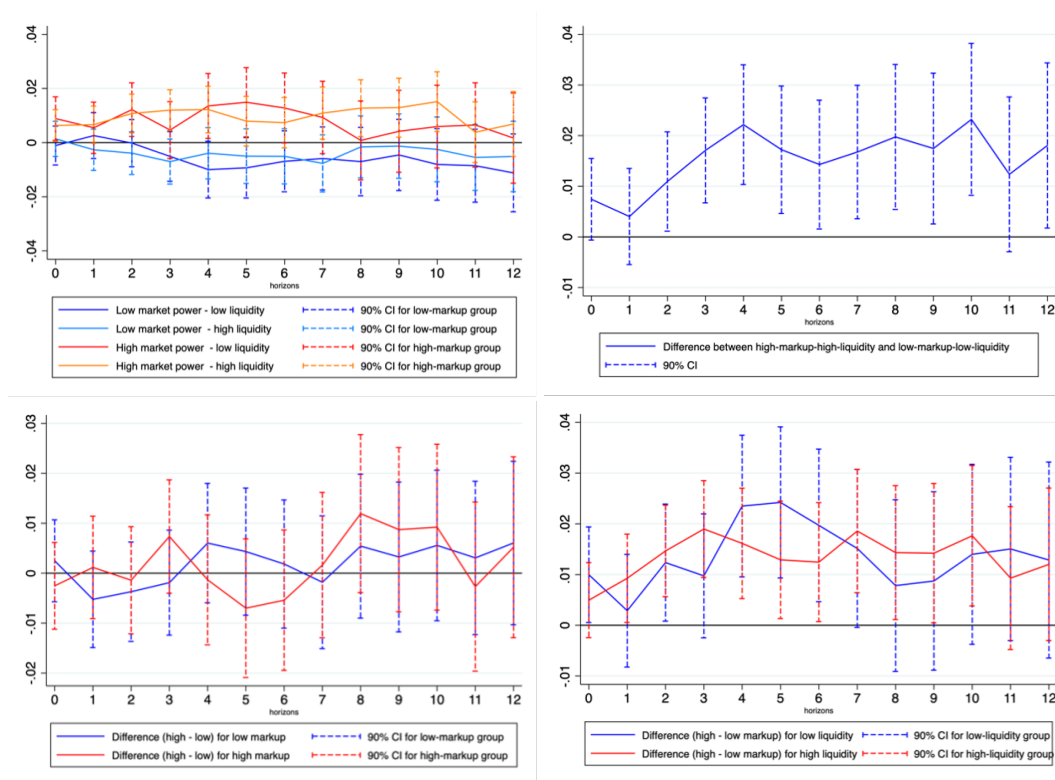 .04
.02
0
-.02
-.04
0 1 2 3 4 5 6 7 8 9 10 11 12
horizons
Low market power - low liquidity 90% CI for low-markup group
Low market power - high liquidity 90% CI for low-markup group
High market power - low liquidity 90% CI for high-markup group
High market power - high liquidity 90% CI for high-markup group
.04
.03
.02
.01
0
-.01
0 1 2 3 4 5 6 7 8 9 10 11 12
horizons
Difference between high-markup-high-liquidity and low-markup-low-liquidity
90% CI
.03
.02
.01
0
-.01
-.02
0 1 2 3 4 5 6 7 8 9 10 11 12
horizons
Difference (high - low) for low markup 90% CI for low-markup group
Difference (high - low) for high markup 90% CI for high-markup group
.04
.03
.02
.01
0
-.01
0 1 2 3 4 5 6 7 8 9 10 11 12
horizons
Difference (high - low markup) for low liquidity 90% CI for low-liquidity group
Difference (high - low markup) for high liquidity 90% CI for high-liquidity group